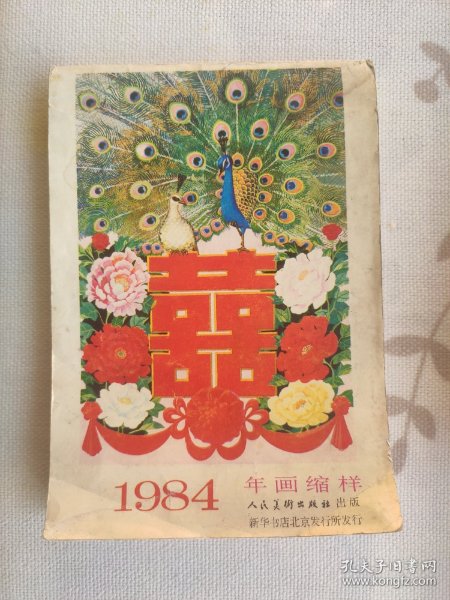 囍
1984 年画缩样
人民美術出版社 出版
新华书店北京发行所发行
孔夫子旧书网
www.kongfz.com